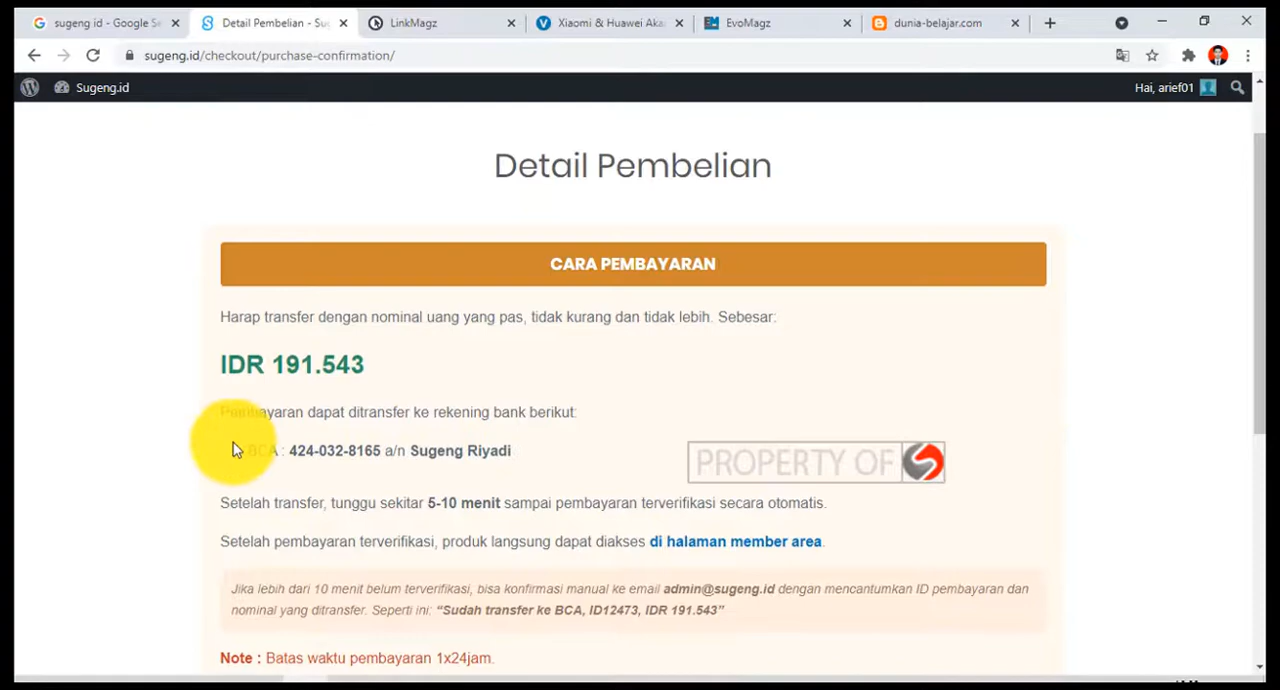 sugeng id - Google Se
Detail Pembelian - Sug
LinkMagz
Xiaomi & Huawei Aka
EvoMagz
dunia-belajar.com
sugeng.id/checkout/purchase-confirmation/
Sugeng.id
Hai, arief01
Detail Pembelian
CARA PEMBAYARAN
Harap transfer dengan nominal uang yang pas, tidak kurang dan tidak lebih. Sebesar:
IDR 191.543
Pembayaran dapat ditransfer ke rekening bank berikut:
BCA : 424-032-8165 a/n Sugeng Riyadi
PROPERTY OF
Setelah transfer, tunggu sekitar 5-10 menit sampai pembayaran terverifikasi secara otomatis.
Setelah pembayaran terverifikasi, produk langsung dapat diakses di halaman member area.
Jika lebih dari 10 menit belum terverifikasi, bisa konfirmasi manual ke email admin@sugeng.id dengan mencantumkan ID pembayaran dan
nominal yang ditransfer. Seperti ini: “Sudah transfer ke BCA, ID12473, IDR 191.543”
Note : Batas waktu pembayaran 1x24jam.